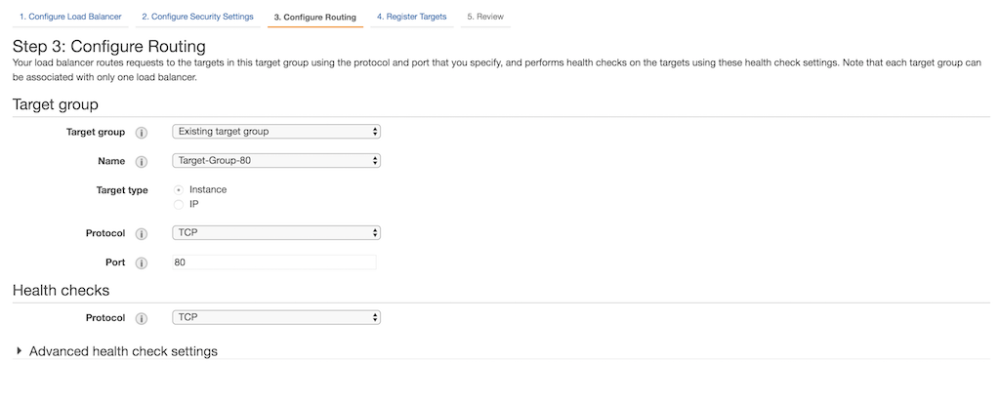 1. Configure Load Balancer 2. Configure Security Settings 3. Configure Routing 4. Register Targets 5. Review
Step 3: Configure Routing
Your load balancer routes requests to the targets in this target group using the protocol and port that you specify, and performs health checks on the targets using these health check settings. Note that each target group can
be associated with only one load balancer.
Target group
Target group i Existing target group
Name i Target-Group-80
Target type Instance
IP
Protocol i TCP
Port i 80
Health checks
Protocol i TCP
Advanced health check settings